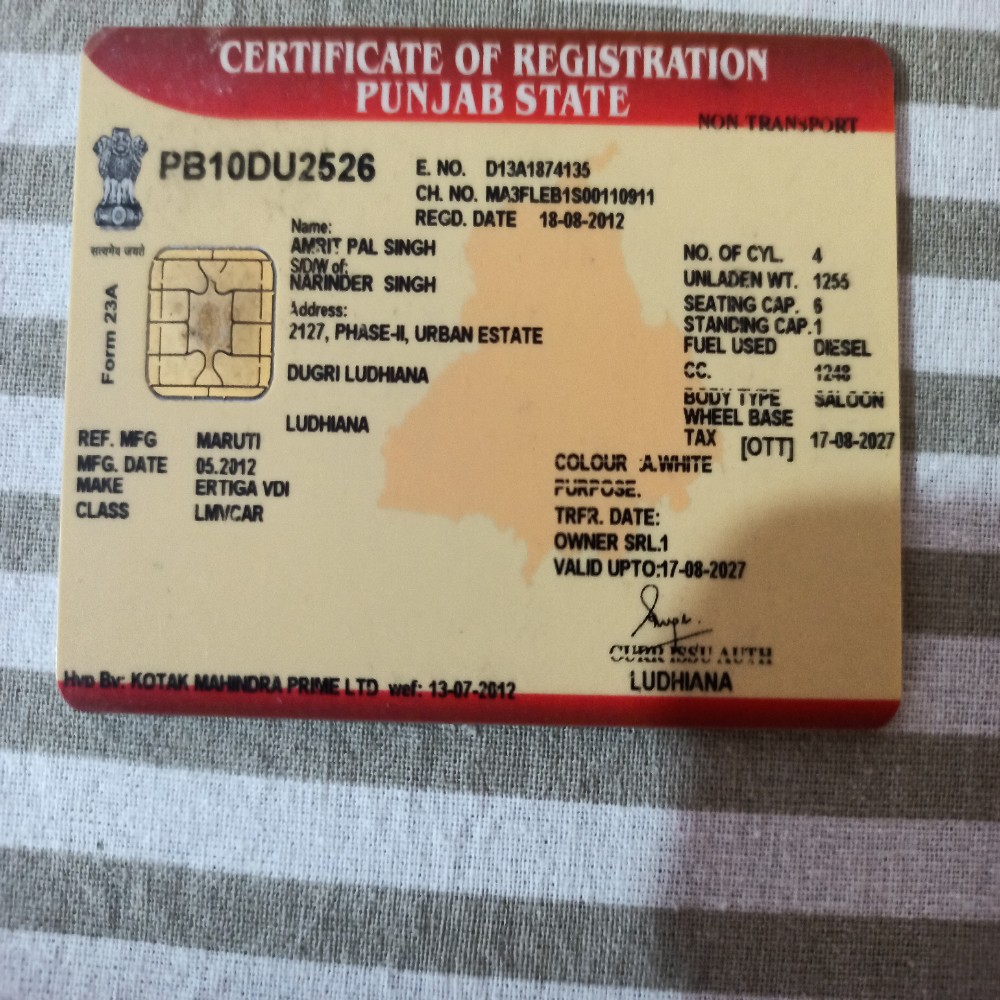 CERTIFICATE OF REGISTRATION
PUNJAB STATE
NON TRANSPORT
सत्यमेव जयते
Form 23A
PB10DU2526
E. NO. D13A1874135
CH. NO. MA3FLEB1S00110911
REGD. DATE 18-08-2012
Name:
AMRIT PAL SINGH
S/D/W of:
NARINDER SINGH
Address:
2127, PHASE-II, URBAN ESTATE
DUGRI LUDHIANA
LUDHIANA
NO. OF CYL. 4
UNLADEN WT. 1255
SEATING CAP. 6
STANDING CAP.1
FUEL USED DIESEL
CC. 1248
BODY TYPE SALOON
WHEEL BASE
TAX [OTT] 17-08-2027
REF. MFG MARUTI
MFG. DATE 05.2012
MAKE ERTIGA VDI
CLASS LMV/CAR
COLOUR :A.WHITE
PURPOSE.
TRFR. DATE:
OWNER SRL.1
VALID UPTO:17-08-2027
CURR ISSU AUTH
LUDHIANA
Hyp By: KOTAK MAHINDRA PRIME LTD wef: 13-07-2012